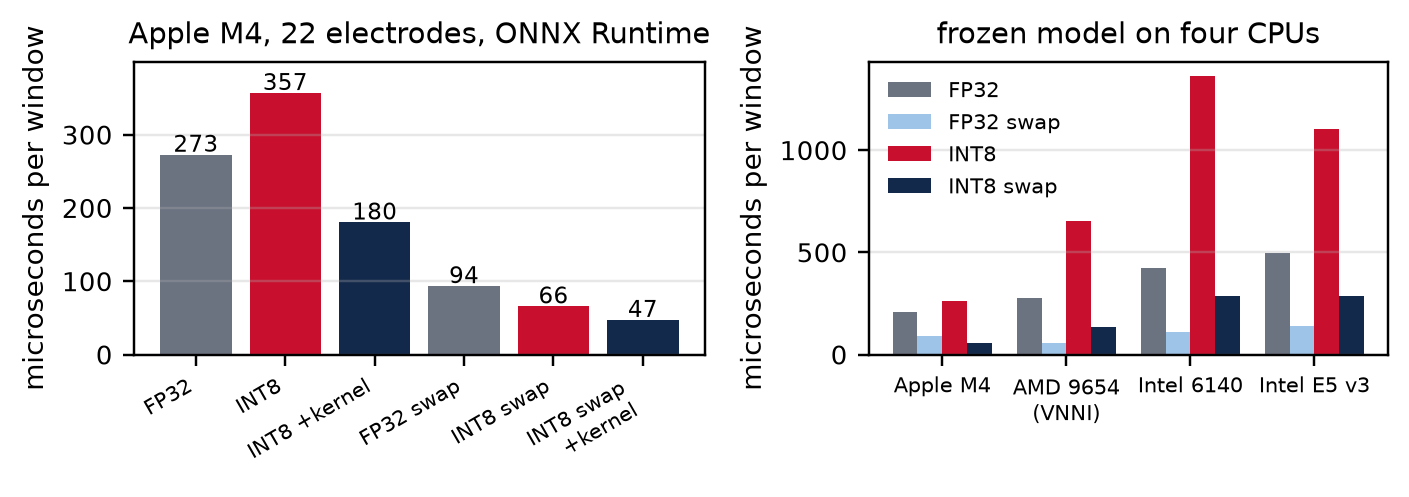 Apple M4, 22 electrodes, ONNX Runtime
microseconds per window
300
200
100
0
273
357
180
94
66
47
FP32
INT8
INT8 +kernel
FP32 swap
INT8 swap
INT8 swap
+kernel
frozen model on four CPUs
microseconds per window
1000
500
0
FP32
FP32 swap
INT8
INT8 swap
Apple M4
AMD 9654
(VNNI)
Intel 6140
Intel E5 v3